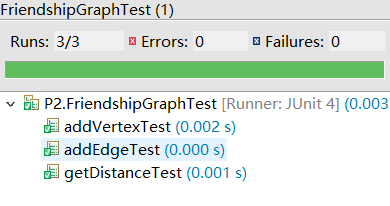 FriendshipGraphTest (1)
Runs: 3/3 Errors: 0 Failures: 0
P2.FriendshipGraphTest [Runner: JUnit 4] (0.003
addVertexTest (0.002 s)
addEdgeTest (0.000 s)
getDistanceTest (0.001 s)